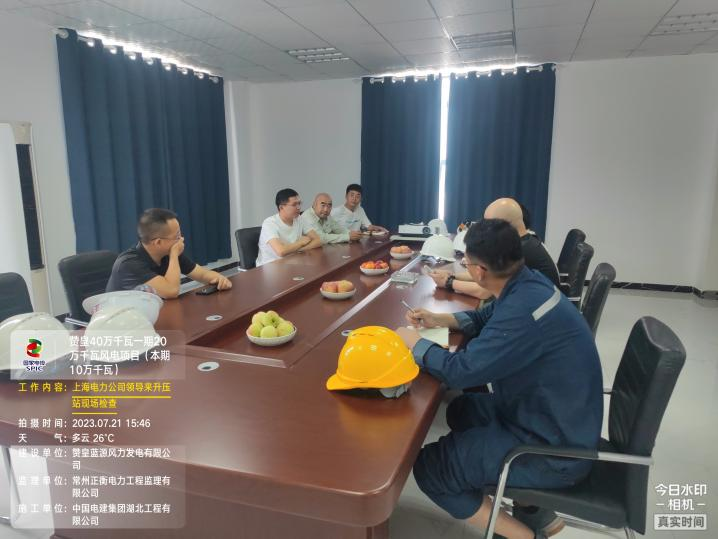 国家电投
SPIC
赞皇40万千瓦一期20
万千瓦风电项目（本期
10万千瓦）
工作内容：上海电力公司领导来升压
站现场检查
拍摄时间：2023.07.21 15:46
天 气：多云 26°C
建设单位：赞皇蓝源风力发电有限公
司
监理单位：常州正衡电力工程监理有
限公司
施工单位：中国电建集团湖北工程有
限公司
今日水印
相机
真实时间